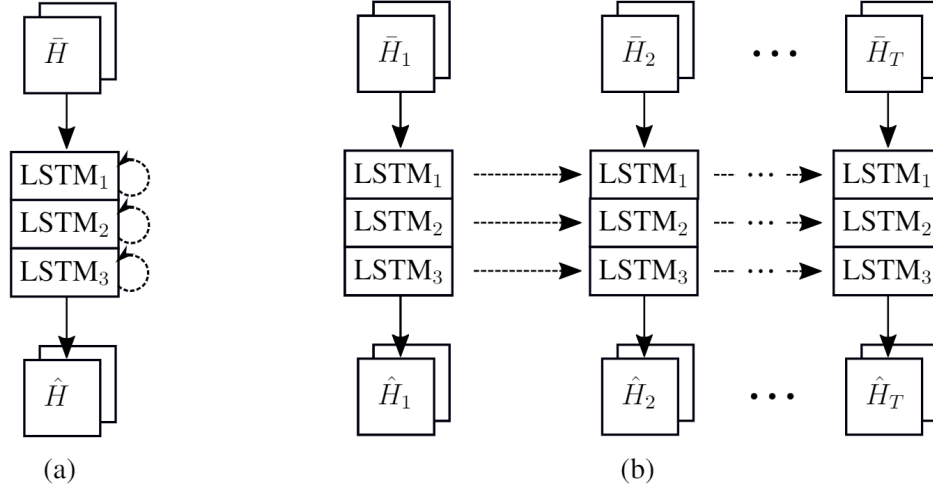 H̄ H̄₁ H̄₂ ••• H̄_T
LSTM₁ LSTM₁ LSTM₁ ... LSTM₁
LSTM₂ LSTM₂ LSTM₂ ... LSTM₂
LSTM₃ LSTM₃ LSTM₃ ... LSTM₃
Ĥ Ĥ₁ Ĥ₂ ••• Ĥ_T
(a) (b)